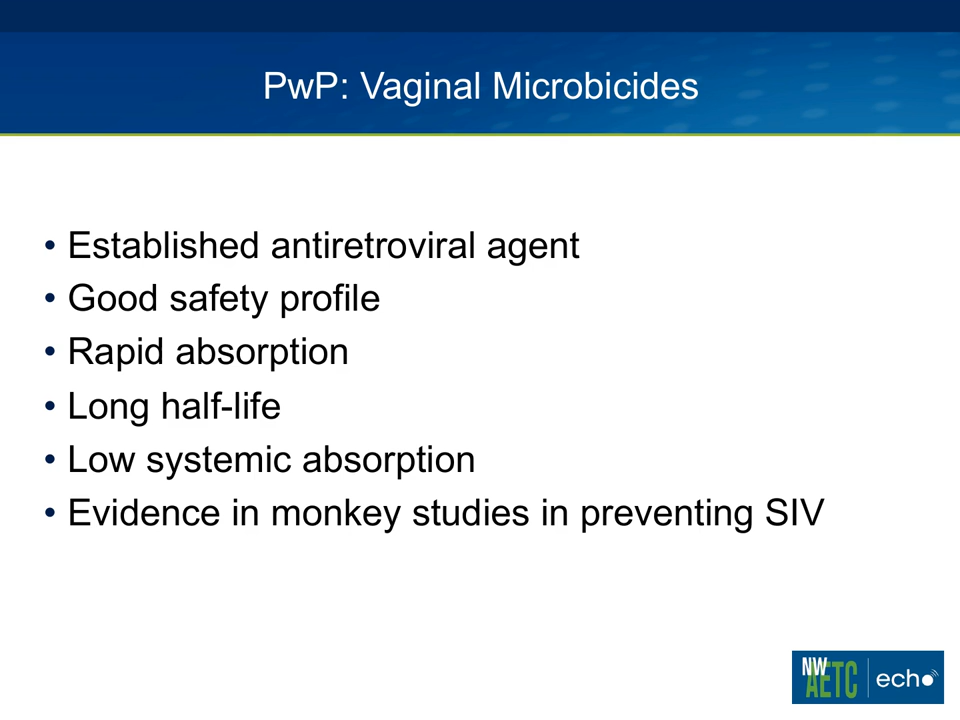 PwP: Vaginal Microbicides
• Established antiretroviral agent
• Good safety profile
• Rapid absorption
• Long half-life
• Low systemic absorption
• Evidence in monkey studies in preventing SIV
NW
AETC
echo